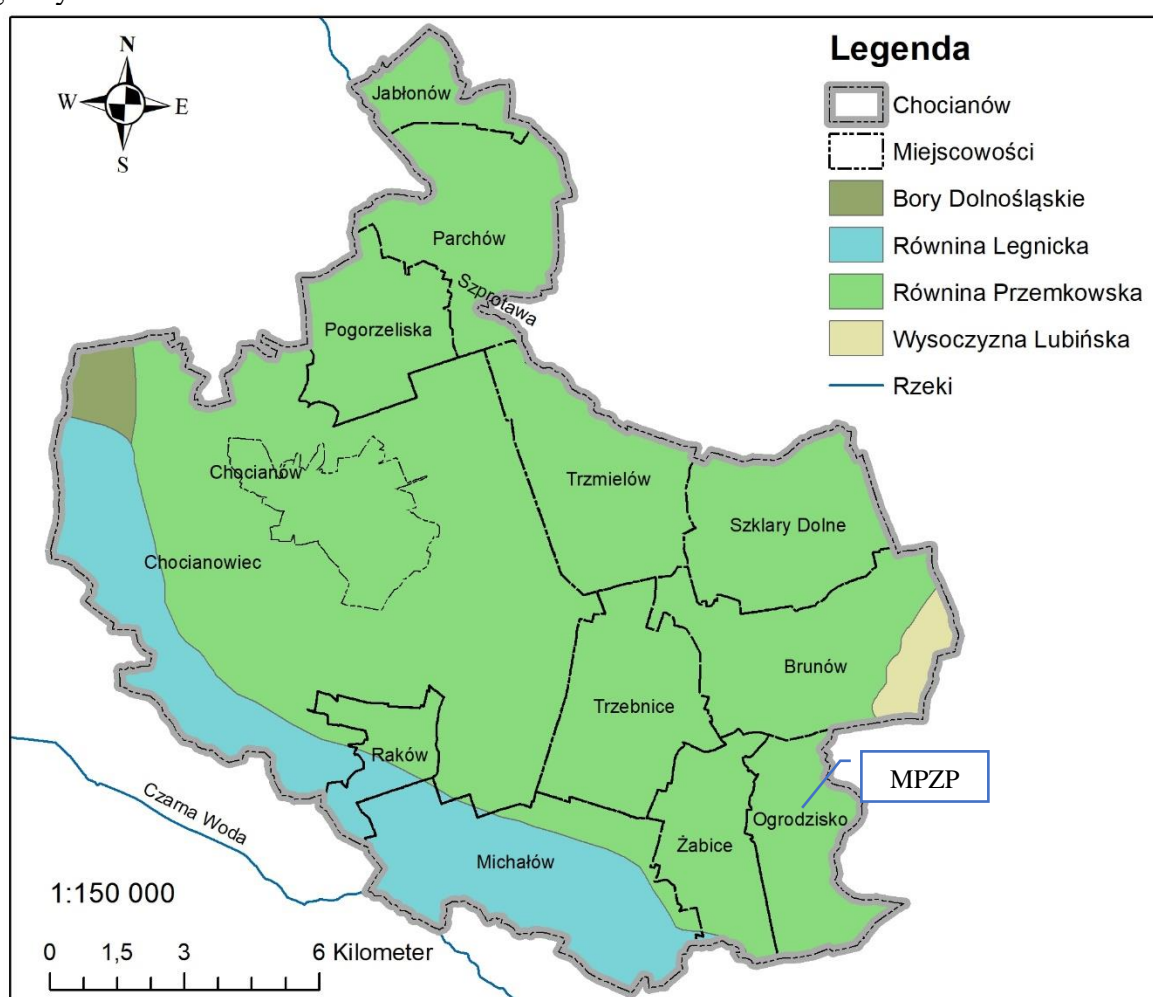 N
W E
S
Legenda
Chocianów
Miejscowości
Bory Dolnośląskie
Równina Legnicka
Równina Przemkowska
Wysoczyzna Lubińska
Rzeki
Jabłonów
Parchów
Szprotawa
Pogorzeliska
Chocianów
Trzmielów
Szklary Dolne
Chocianowiec
Brunów
Trzebnice
Raków
MPZP
Ogrodzisko
Czarna Woda
Żabice
Michałów
1:150 000
0 1,5 3 6 Kilometer